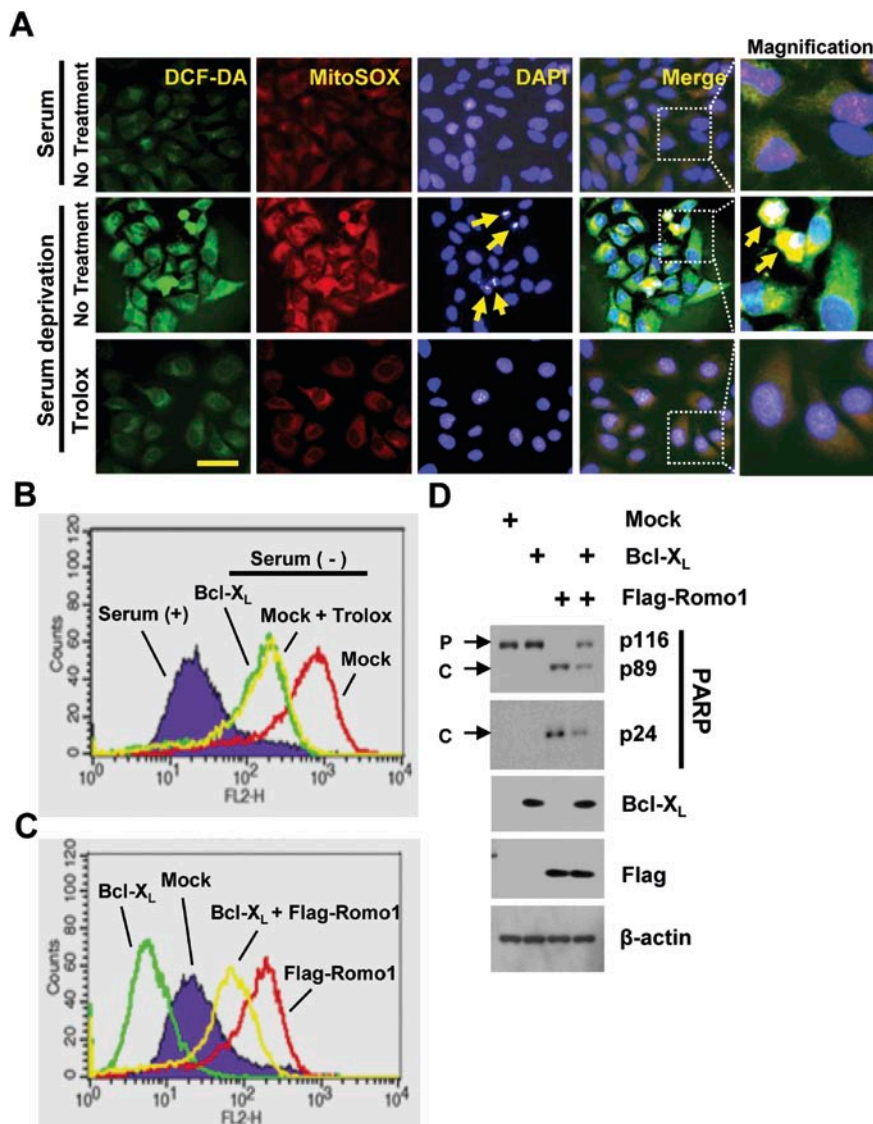 A
Magnification
Serum
No Treatment
DCF-DA
MitoSOX
DAPI
Merge
Serum deprivation
No Treatment
Trolox
B
Counts
120
100
80
60
40
20
0
Serum (-)
Bcl-XL
Serum (+)
Mock + Trolox
Mock
10^0 10^1 10^2 10^3 10^4
FL2-H
C
Counts
120
100
80
60
40
20
0
Bcl-XL
Mock
Bcl-XL + Flag-Romo1
Flag-Romo1
10^0 10^1 10^2 10^3 10^4
FL2-H
D
+ Mock
+ + Bcl-XL
+ + Flag-Romo1
P p116
C p89
C p24
PARP
Bcl-XL
Flag
β-actin